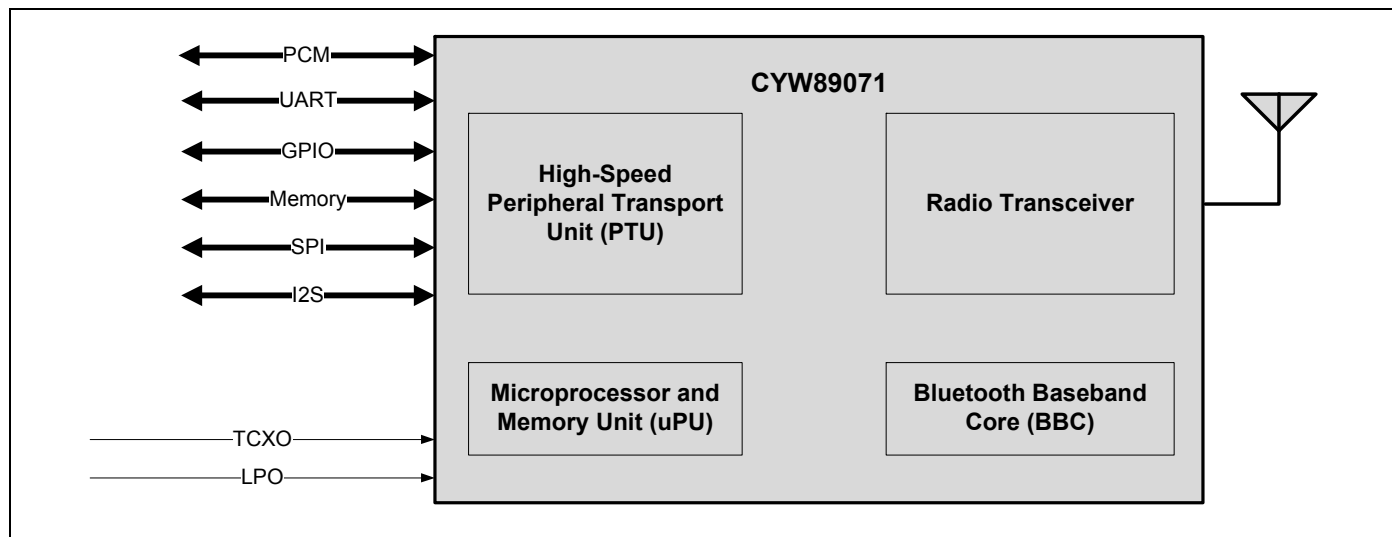 PCM
UART
GPIO
Memory
SPI
I2S
TCXO
LPO
CYW89071
High-Speed
Peripheral Transport
Unit (PTU)
Radio Transceiver
Microprocessor and
Memory Unit (uPU)
Bluetooth Baseband
Core (BBC)